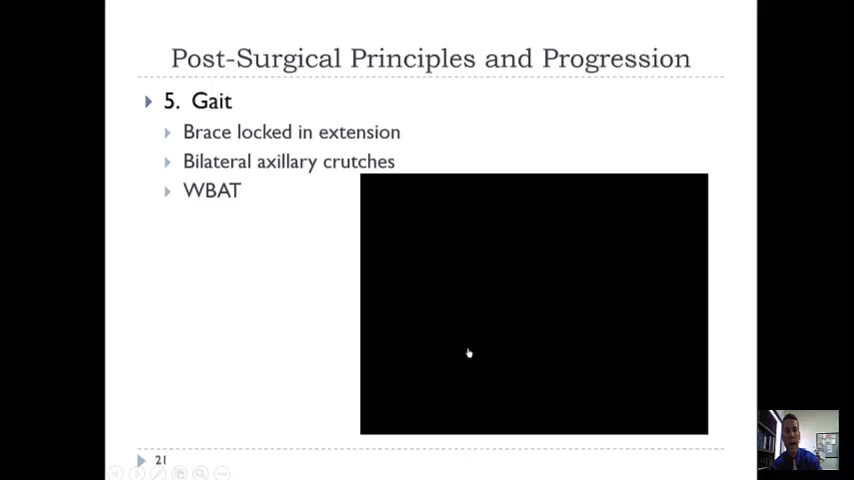 Post-Surgical Principles and Progression
5. Gait
Brace locked in extension
Bilateral axillary crutches
WBAT
21